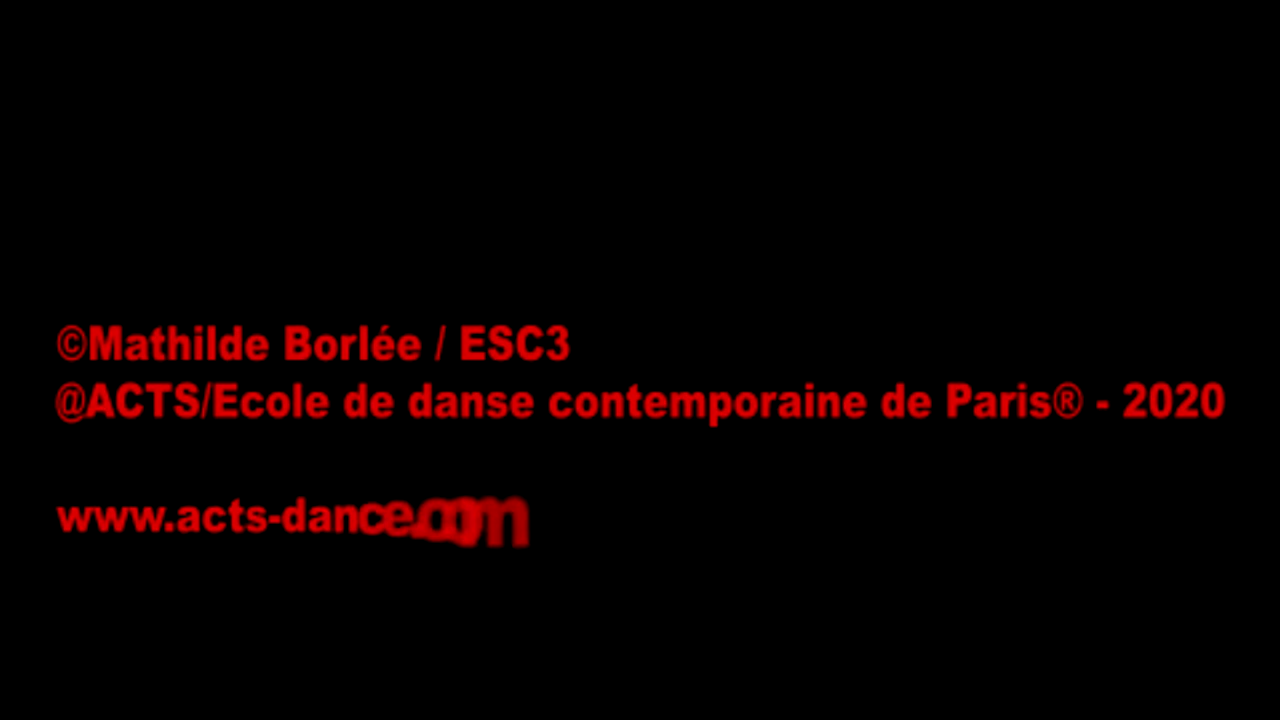 ©Mathilde Borlée / ESC3
@ACTS/Ecole de danse contemporaine de Paris® - 2020
www.acts-dance.com